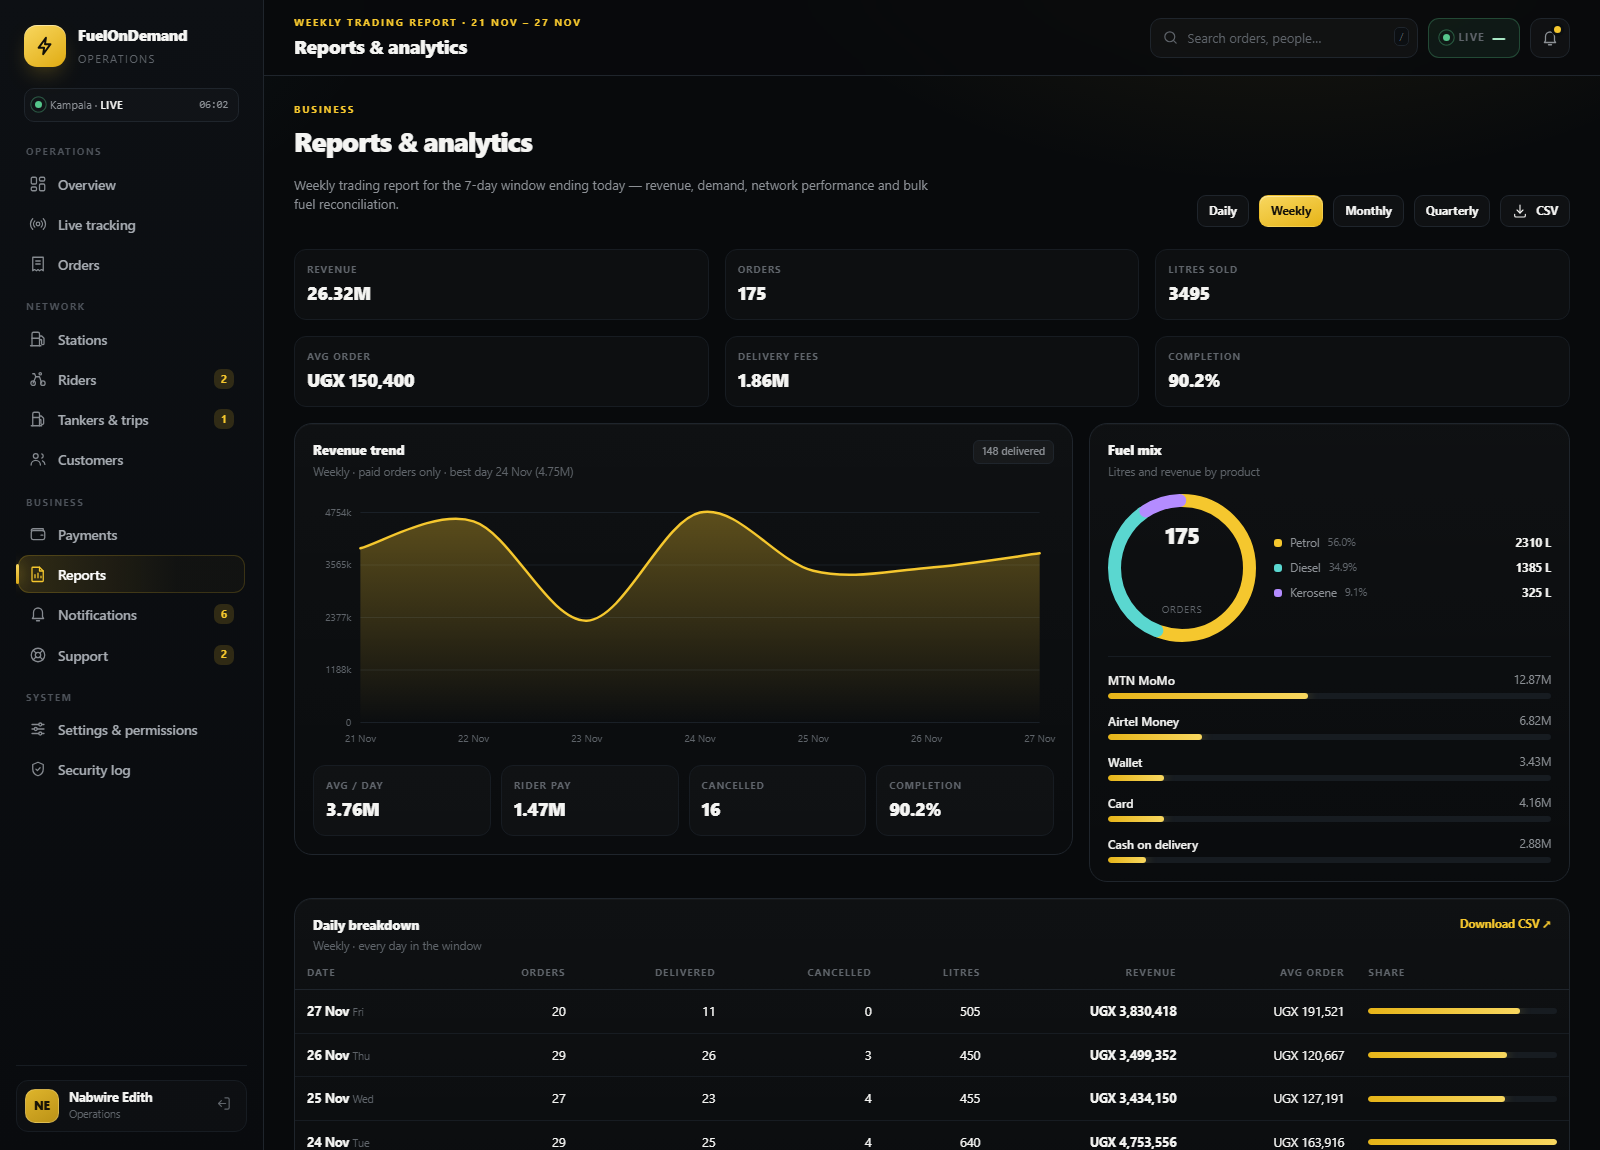 FuelOnDemand
OPERATIONS
Kampala · LIVE 06:02
OPERATIONS
Overview
Live tracking
Orders
NETWORK
Stations
Riders 2
Tankers & trips 1
Customers
BUSINESS
Payments
Reports
Notifications 6
Support 2
SYSTEM
Settings & permissions
Security log
NE
Nabwire Edith
Operations
WEEKLY TRADING REPORT · 21 NOV – 27 NOV
Reports & analytics
Search orders, people... /
LIVE —
BUSINESS
Reports & analytics
Weekly trading report for the 7-day window ending today — revenue, demand, network performance and bulk
fuel reconciliation.
Daily Weekly Monthly Quarterly CSV
REVENUE
26.32M
ORDERS
175
LITRES SOLD
3495
AVG ORDER
UGX 150,400
DELIVERY FEES
1.86M
COMPLETION
90.2%
Revenue trend
Weekly · paid orders only · best day 24 Nov (4.75M)
148 delivered
4754k
3565k
2377k
1188k
0
21 Nov 22 Nov 23 Nov 24 Nov 25 Nov 26 Nov 27 Nov
AVG / DAY
3.76M
RIDER PAY
1.47M
CANCELLED
16
COMPLETION
90.2%
Fuel mix
Litres and revenue by product
175
ORDERS
Petrol 56.0% 2310 L
Diesel 34.9% 1385 L
Kerosene 9.1% 325 L
MTN MoMo 12.87M
Airtel Money 6.82M
Wallet 3.43M
Card 4.16M
Cash on delivery 2.88M
Daily breakdown
Weekly · every day in the window
Download CSV ↗
DATE ORDERS DELIVERED CANCELLED LITRES REVENUE AVG ORDER SHARE
27 Nov Fri 20 11 0 505 UGX 3,830,418 UGX 191,521
26 Nov Thu 29 26 3 450 UGX 3,499,352 UGX 120,667
25 Nov Wed 27 23 4 455 UGX 3,434,150 UGX 127,191
24 Nov Tue 29 25 4 640 UGX 4,753,556 UGX 163,916